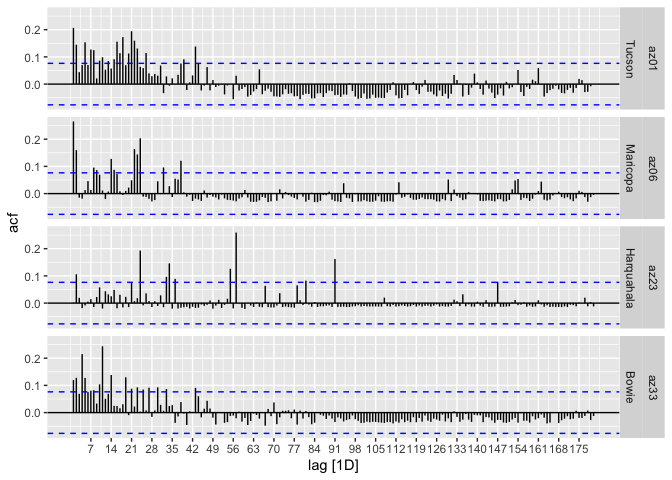 acf
0.2
0.1
0.0
Tucson
az01
0.2
0.1
0.0
Maricopa
az06
0.2
0.1
0.0
Harquahala
az23
0.2
0.1
0.0
Bowie
az33
7 14 21 28 35 42 49 56 63 70 77 84 91 98 105 112 119 126 133 140 147 154 161 168 175
lag [1D]